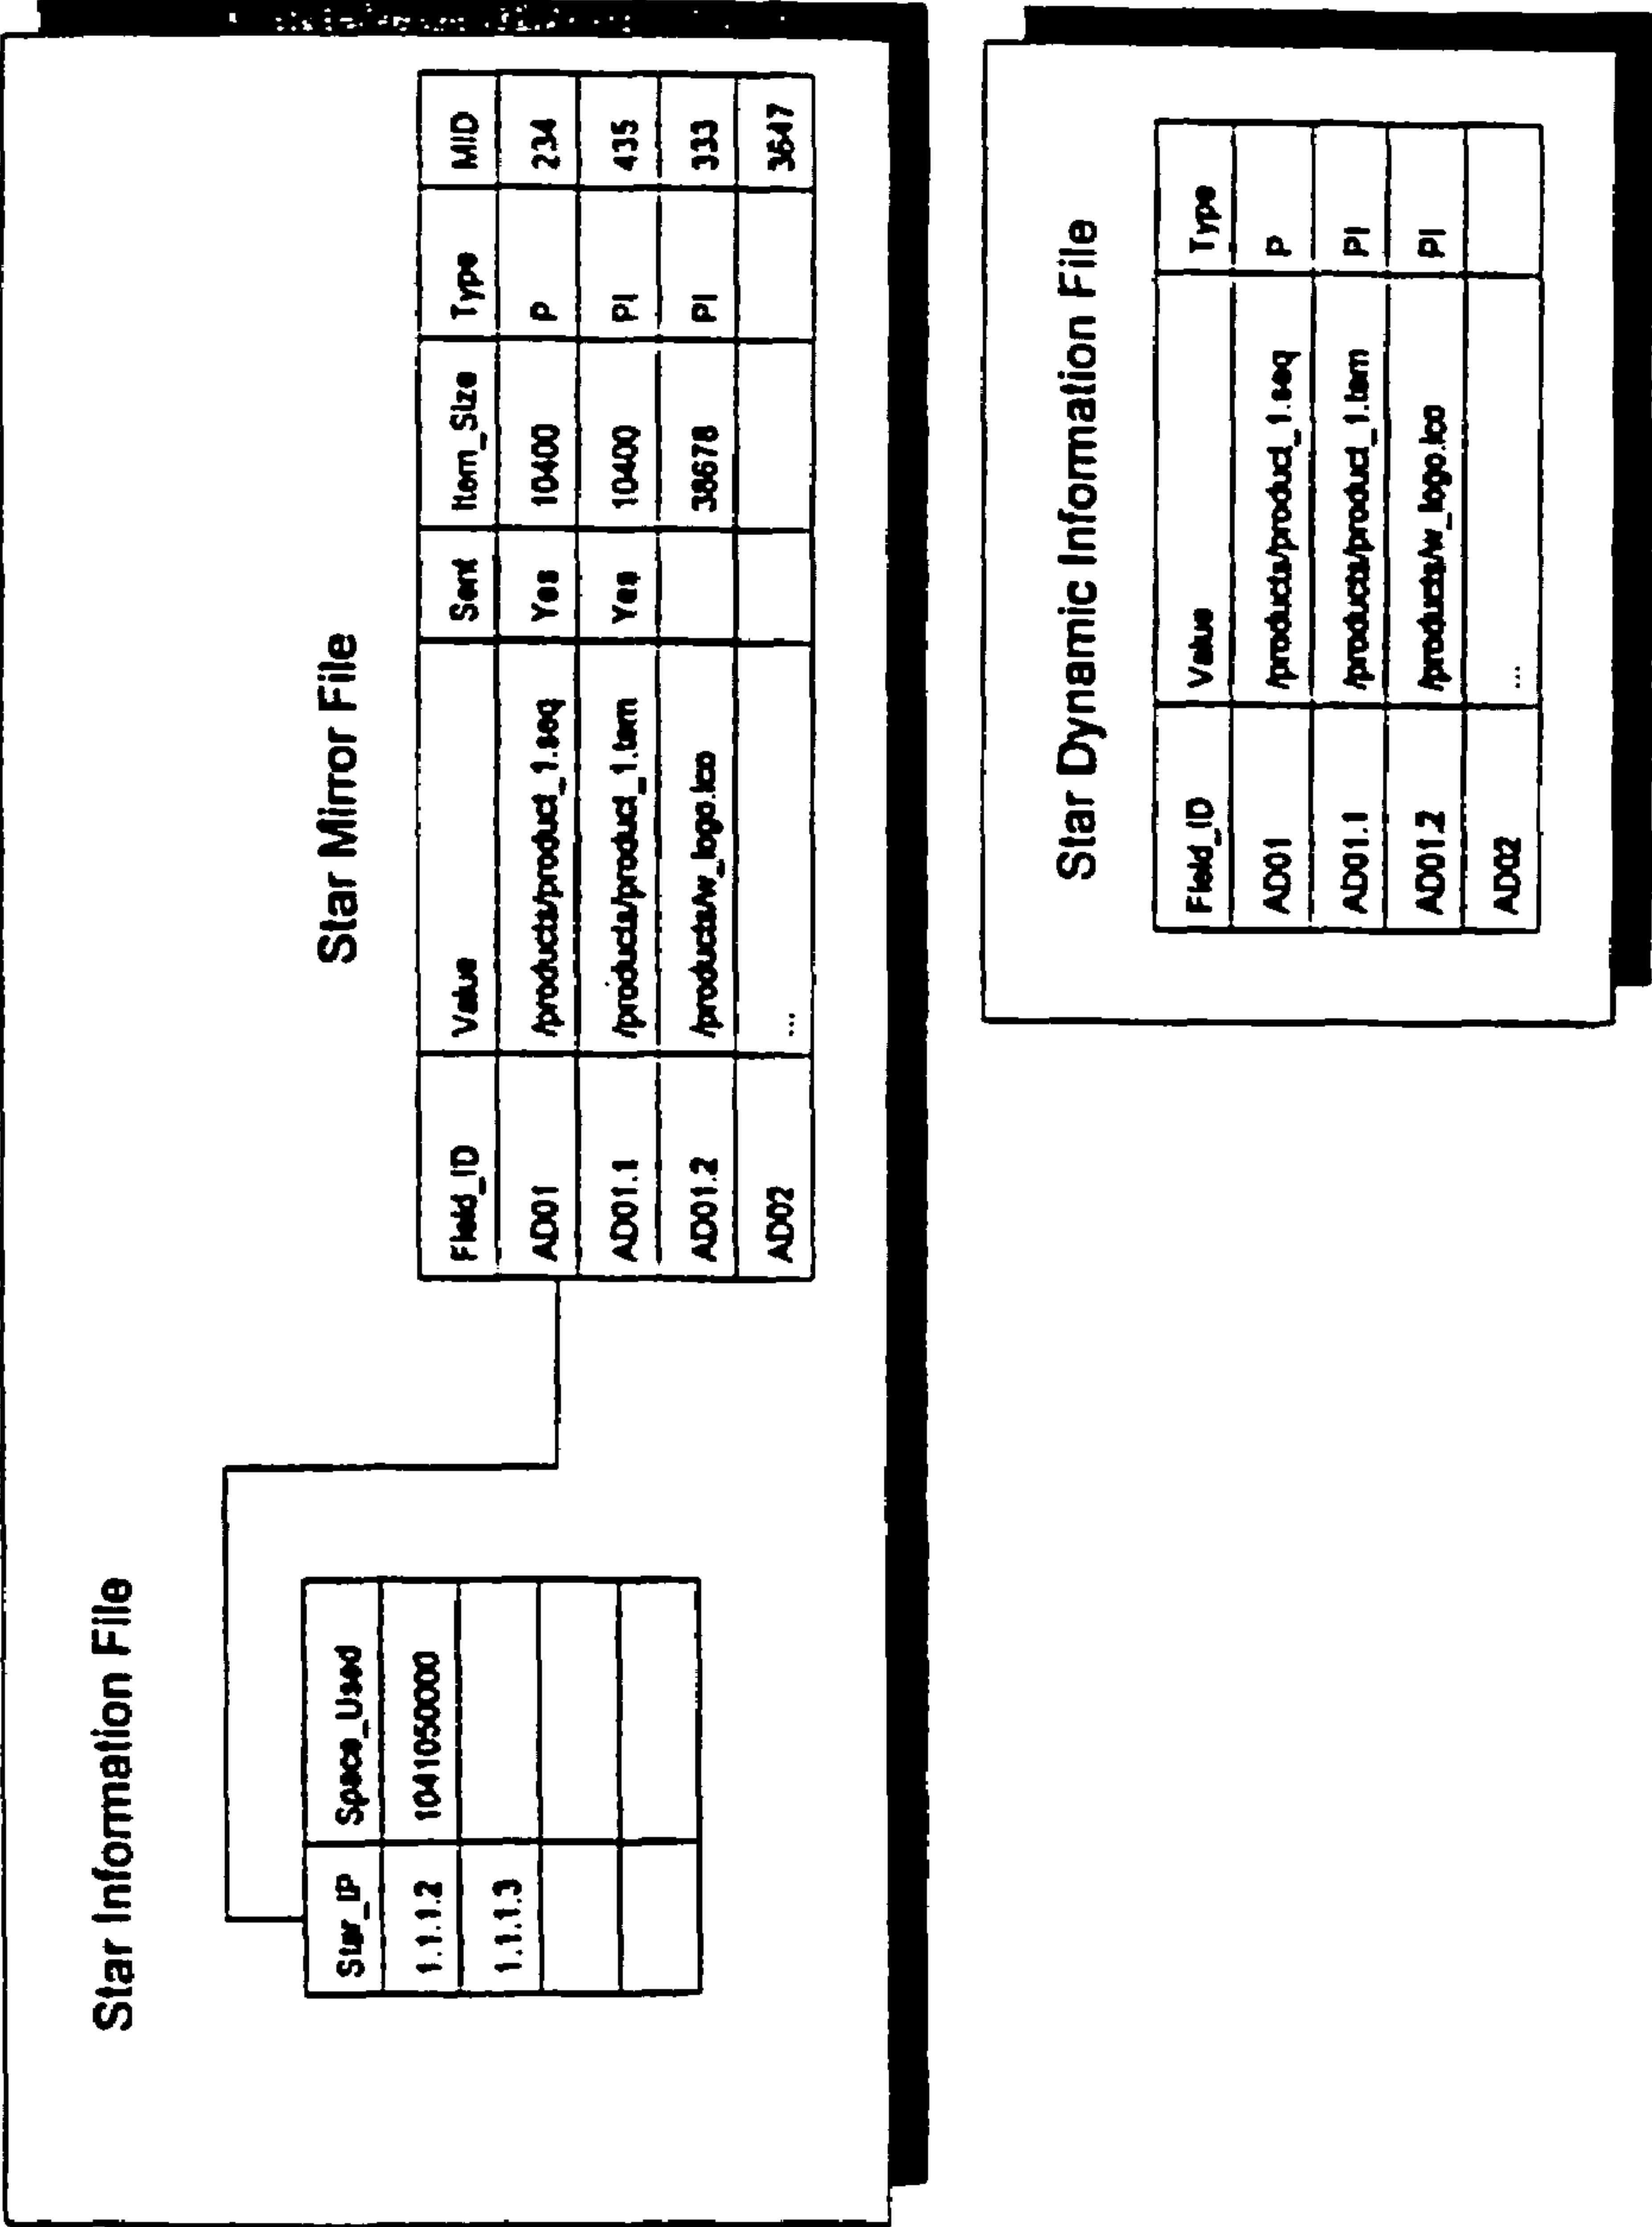 Star Information File
Star_IP Space_Used
1.1.1.2 1041050000
1.1.1.3
Star Mirror File
Field_ID Value Sent Item_Size Type MID
AD01 /products/product_1.seq Yes 10400 P 234
AD01.1 /products/product_1.tem Yes 10400 PI 435
AD01.2 /products/w_logo.ico 38678 PI 333
AD02 ... 3647
Star Dynamic Information File
Field_ID Value Type
AD01 /products/product_1.seq P
AD01.1 /products/product_1.tem PI
AD01.2 /products/w_logo.ico PI
AD02 ...